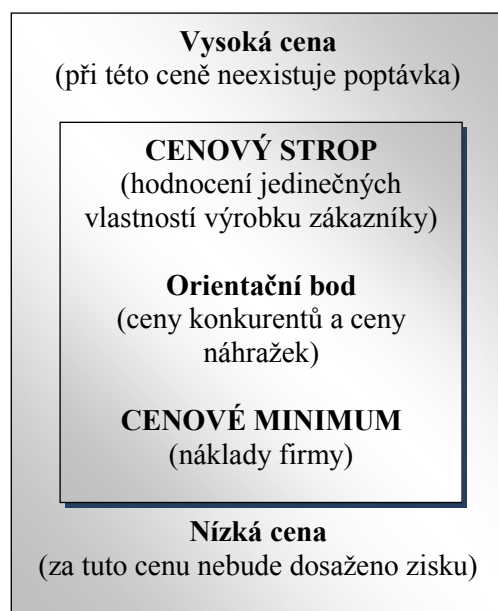 Vysoká cena
(při této ceně neexistuje poptávka)
CENOVÝ STROP
(hodnocení jedinečných
vlastností výrobku zákazníky)
Orientační bod
(ceny konkurentů a ceny
náhražek)
CENOVÉ MINIMUM
(náklady firmy)
Nízká cena
(za tuto cenu nebude dosaženo zisku)